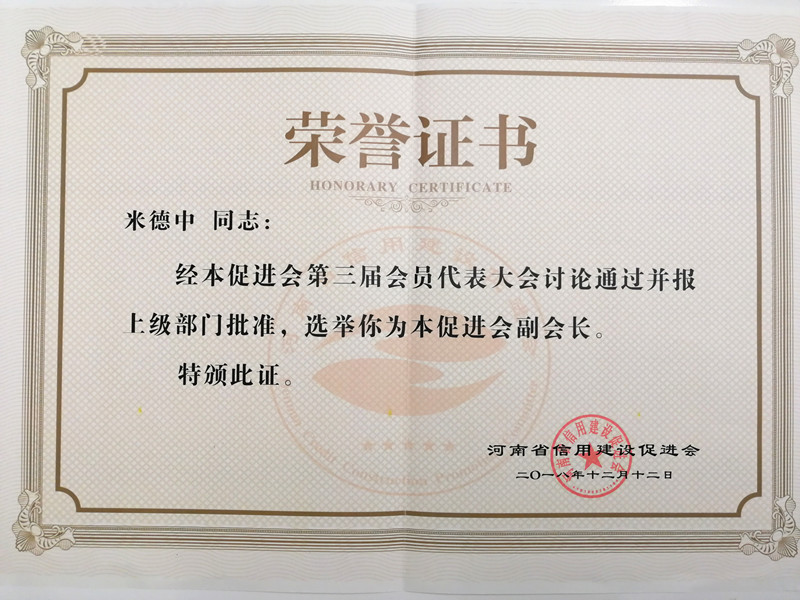 荣誉证书
HONORARY CERTIFICATE
米德中 同志：
经本促进会第三届会员代表大会讨论通过并报
上级部门批准，选举你为本促进会副会长。
特颁此证。
河南省信用建设促进会
二〇一八年十二月十二日